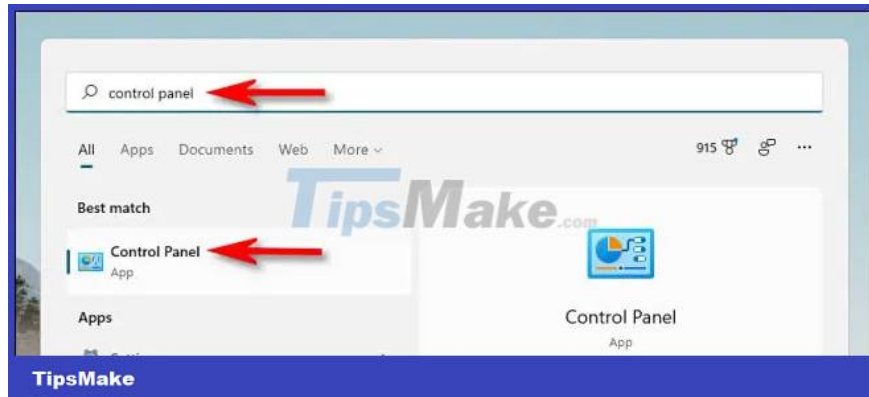 control panel
All Apps Documents Web More 915 ...
TipsMake.com
Best match
Control Panel
App
Apps
Control Panel
App
TipsMake